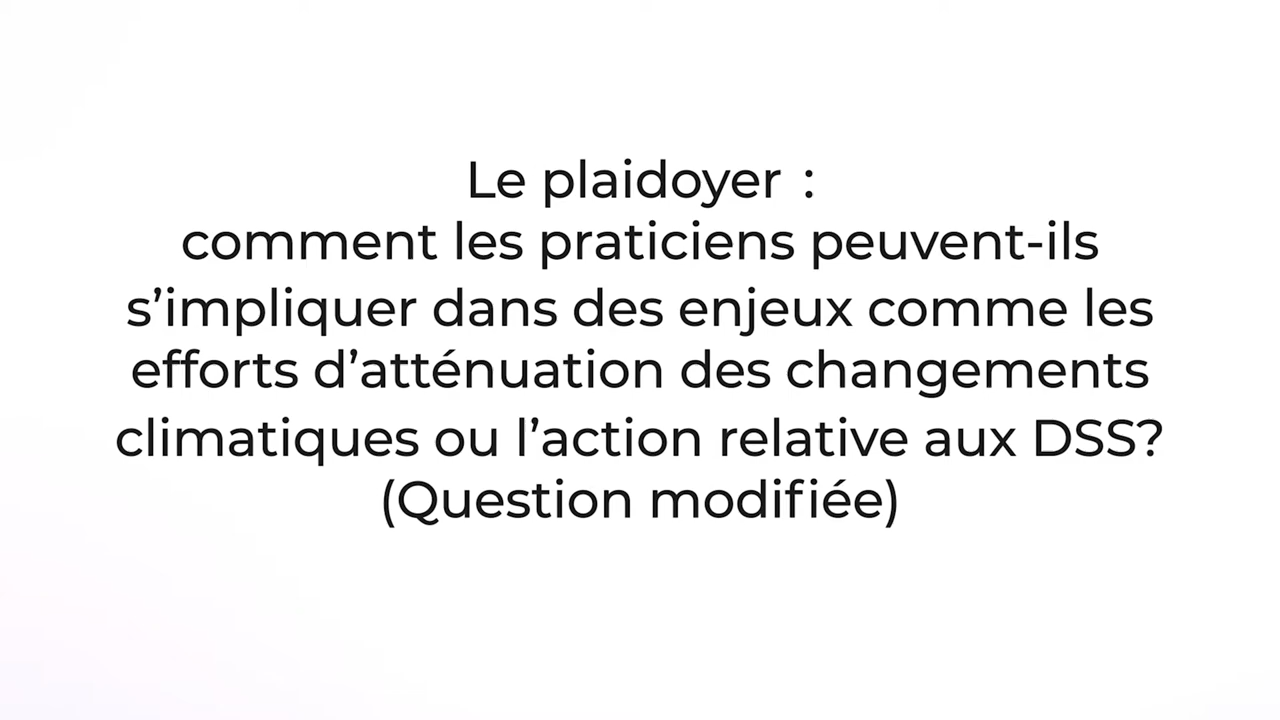 Le plaidoyer :
comment les praticiens peuvent-ils
s’impliquer dans des enjeux comme les
efforts d’atténuation des changements
climatiques ou l’action relative aux DSS?
(Question modifiée)